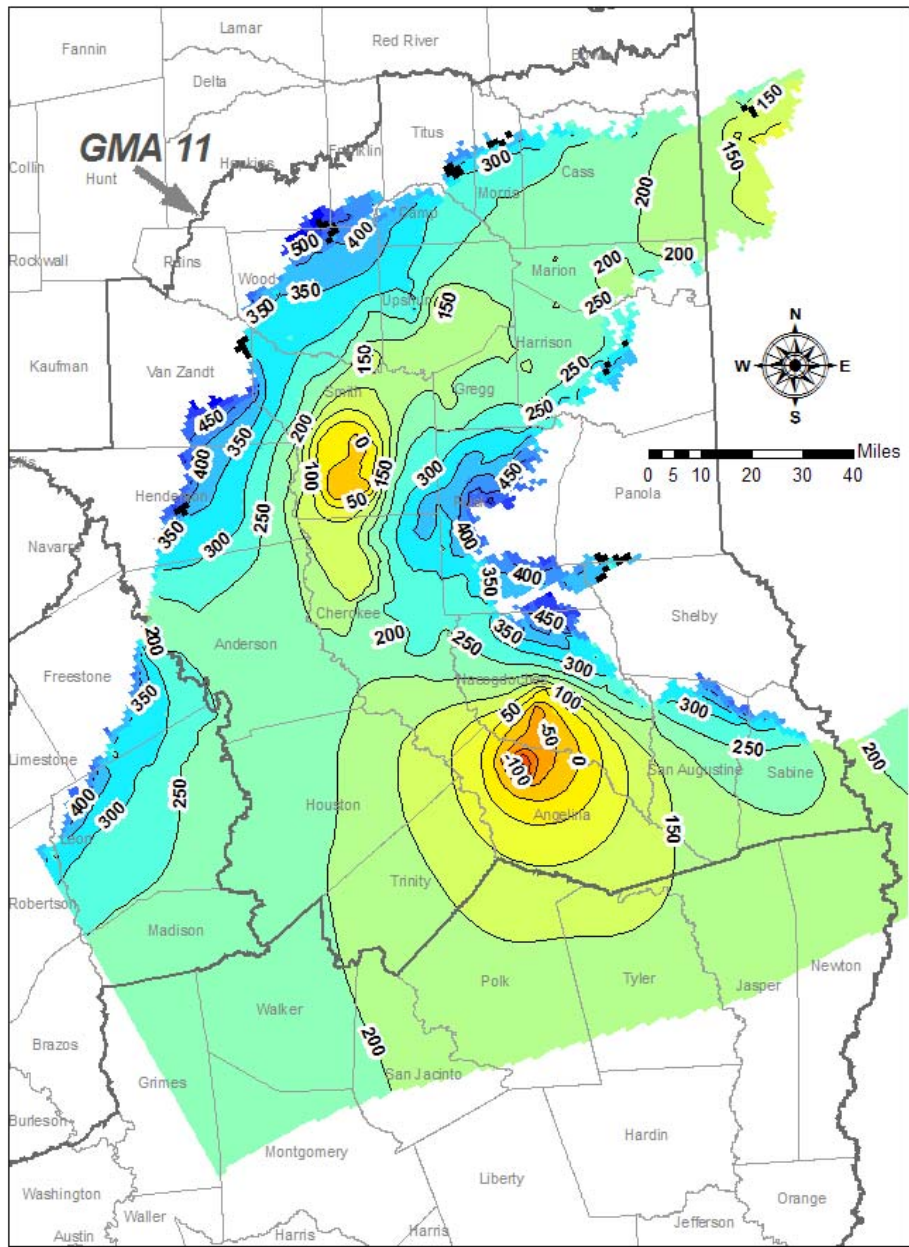 Lamar
Red River
Fannin
Delta
Titus
150
GMA 11
Hopkins
Franklin
300
Cass
150
Collin
Hunt
Morris
200
Camp
500
400
Rockwall
Rains
Wood
Marion
200
200
350
350
Upshur
150
250
N
Harrison
W
E
S
Kaufman
Van Zandt
150
250
Smith
Gregg
450
350
200
0
250
Miles
0 5 10 20 30 40
400
100
150
300
450
Henderson
50
Rusk
Panola
350
250
400
Navarro
300
350
400
Cherokee
450
Shelby
200
Anderson
200
250
350
300
Freestone
Nacogdoches
350
50
100
300
-50
250
Limestone
0
200
-100
San Augustine
Sabine
400
300
250
Houston
Angelina
Leon
150
Trinity
Robertson
Madison
Polk
Tyler
Newton
Jasper
Walker
200
Brazos
Grimes
San Jacinto
Burleson
Hardin
Montgomery
Liberty
Washington
Orange
Waller
Jefferson
Austin
Harris
Harris